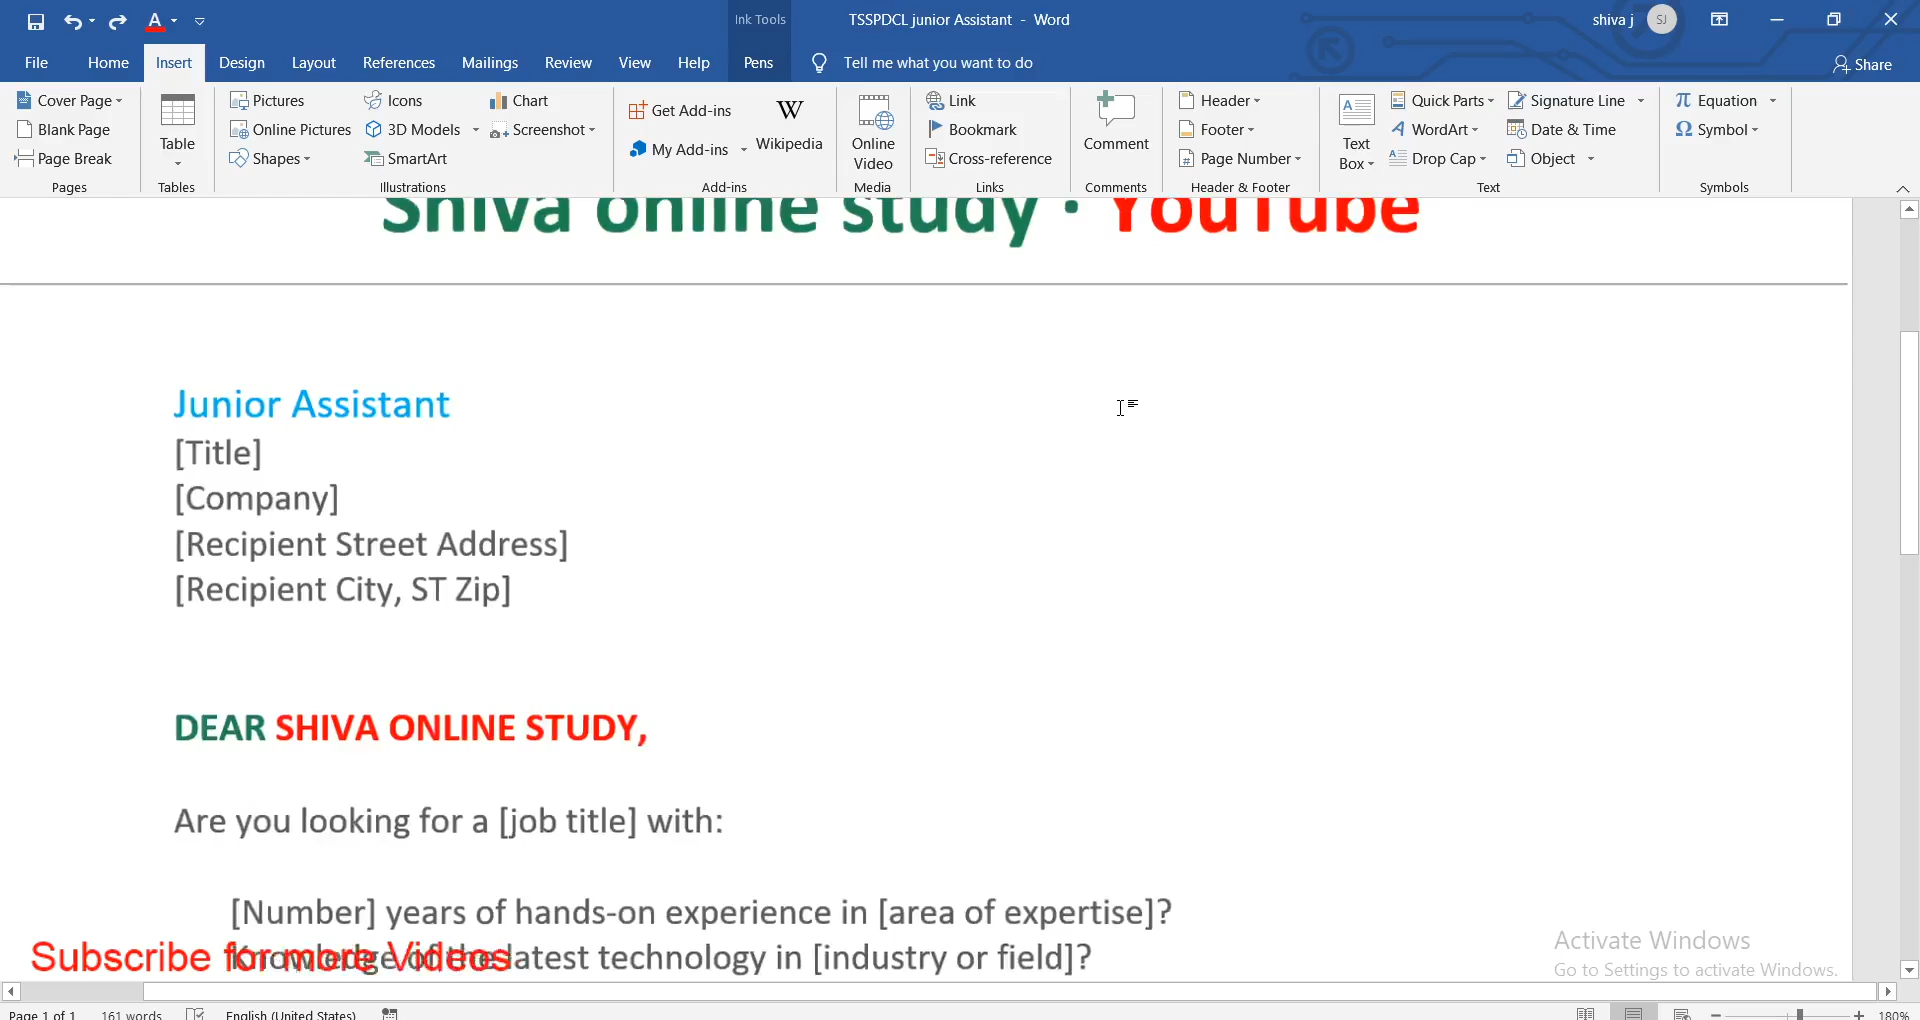 Ink Tools
TSSPDCL junior Assistant - Word
shiva j
SJ
File Home Insert Design Layout References Mailings Review View Help Pens Tell me what you want to do
Share
Cover Page
Blank Page
Page Break
Pages
Table
Tables
Pictures
Online Pictures
Shapes
Icons
3D Models
SmartArt
Chart
Screenshot
Illustrations
Get Add-ins
My Add-ins
W
Wikipedia
Add-ins
Online
Video
Media
Link
Bookmark
Cross-reference
Links
Comment
Comments
Header
Footer
Page Number
Header & Footer
Text
Box
Quick Parts
WordArt
Drop Cap
Signature Line
Date & Time
Object
Text
π Equation
Ω Symbol
Symbols
Shiva online study · YouTube
Junior Assistant
[Title]
[Company]
[Recipient Street Address]
[Recipient City, ST Zip]
DEAR SHIVA ONLINE STUDY,
Are you looking for a [job title] with:
[Number] years of hands-on experience in [area of expertise]?
Knowledge of the latest technology in [industry or field]?
Subscribe for more Videos
Activate Windows
Go to Settings to activate Windows.
Page 1 of 1
161 words
English (United States)
180%